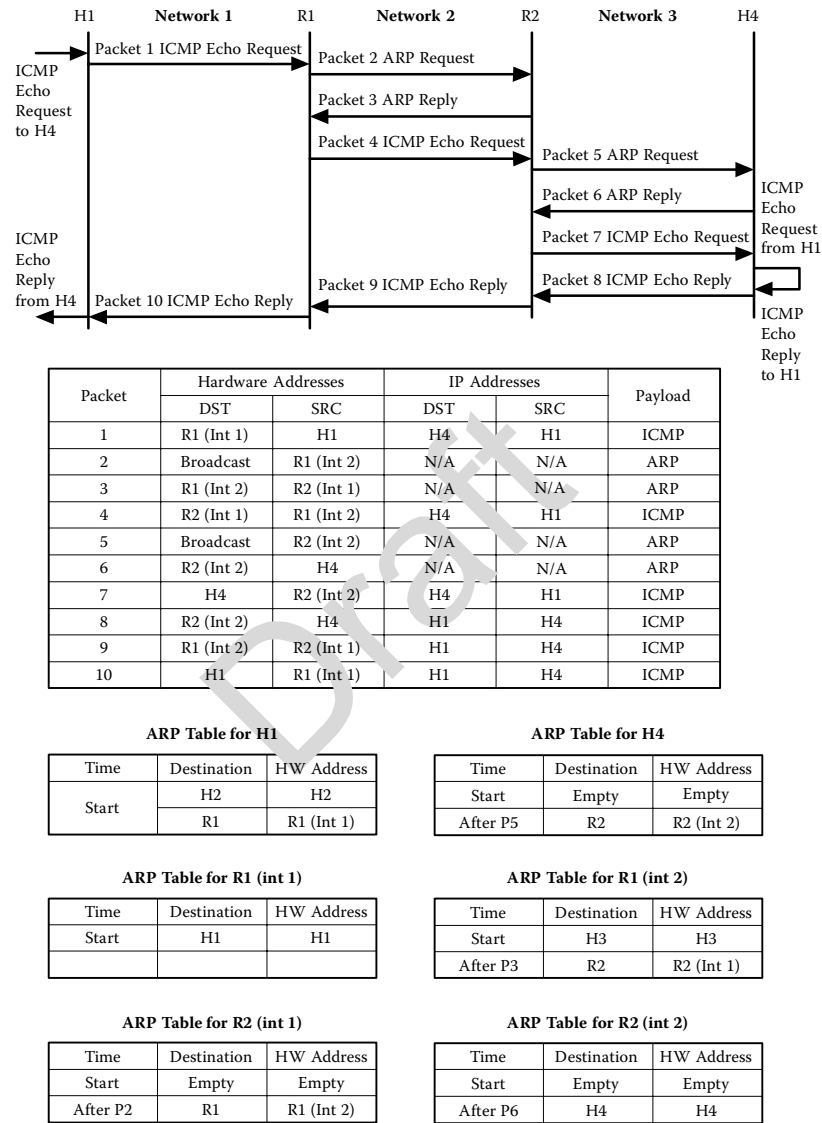 H1 Network 1 R1 Network 2 R2 Network 3 H4
ICMP
Echo
Request
to H4
Packet 1 ICMP Echo Request
Packet 2 ARP Request
Packet 3 ARP Reply
Packet 4 ICMP Echo Request
Packet 5 ARP Request
Packet 6 ARP Reply
ICMP
Echo
Request
from H1
Packet 7 ICMP Echo Request
Packet 8 ICMP Echo Reply
Packet 9 ICMP Echo Reply
Packet 10 ICMP Echo Reply
ICMP
Echo
Reply
from H4
ICMP
Echo
Reply
to H1
Packet Hardware Addresses IP Addresses Payload
DST SRC DST SRC
1 R1 (Int 1) H1 H4 H1 ICMP
2 Broadcast R1 (Int 2) N/A N/A ARP
3 R1 (Int 2) R2 (Int 1) N/A N/A ARP
4 R2 (Int 1) R1 (Int 2) H4 H1 ICMP
5 Broadcast R2 (Int 2) N/A N/A ARP
6 R2 (Int 2) H4 N/A N/A ARP
7 H4 R2 (Int 2) H4 H1 ICMP
8 R2 (Int 2) H4 H1 H4 ICMP
9 R1 (Int 2) R2 (Int 1) H1 H4 ICMP
10 H1 R1 (Int 1) H1 H4 ICMP
Draft
ARP Table for H1
Time Destination HW Address
Start H2 H2
R1 R1 (Int 1)
ARP Table for H4
Time Destination HW Address
Start Empty Empty
After P5 R2 R2 (Int 2)
ARP Table for R1 (int 1)
Time Destination HW Address
Start H1 H1
ARP Table for R1 (int 2)
Time Destination HW Address
Start H3 H3
After P3 R2 R2 (Int 1)
ARP Table for R2 (int 1)
Time Destination HW Address
Start Empty Empty
After P2 R1 R1 (Int 2)
ARP Table for R2 (int 2)
Time Destination HW Address
Start Empty Empty
After P6 H4 H4